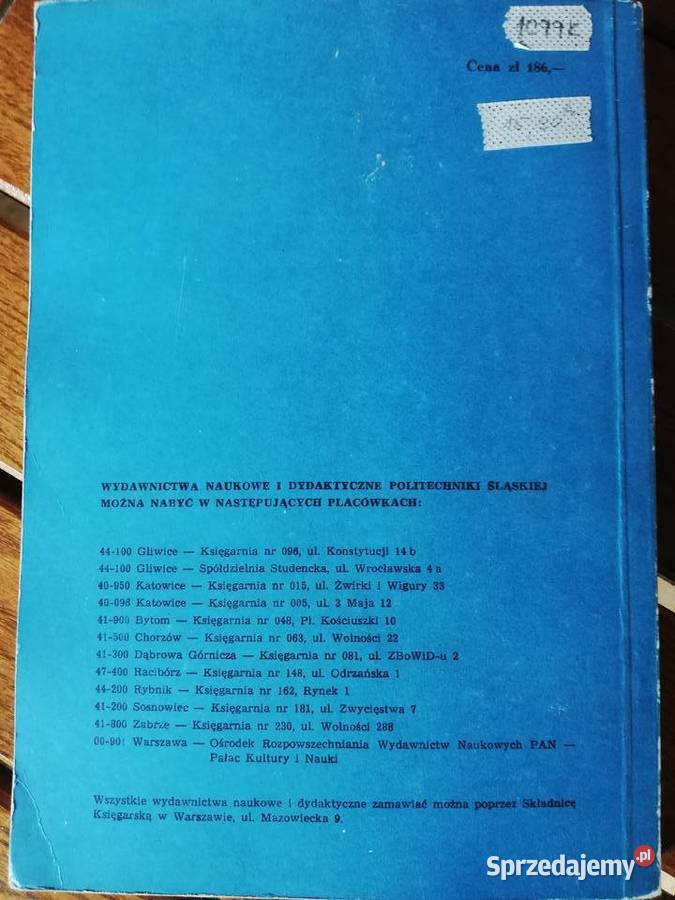 1077k
Cena zł 186,—
WYDAWNICTWA NAUKOWE I DYDAKTYCZNE POLITECHNIKI ŚLĄSKIEJ
MOŻNA NABYĆ W NASTĘPUJĄCYCH PLACÓWKACH:
44-100 Gliwice — Księgarnia nr 096, ul. Konstytucji 14 b
44-100 Gliwice — Spółdzielnia Studencka, ul. Wrocławska 4 a
40-950 Katowice — Księgarnia nr 015, ul. Żwirki i Wigury 33
40-096 Katowice — Księgarnia nr 005, ul. 3 Maja 12
41-900 Bytom — Księgarnia nr 048, Pl. Kościuszki 10
41-500 Chorzów — Księgarnia nr 063, ul. Wolności 22
41-300 Dąbrowa Górnicza — Księgarnia nr 081, ul. ZBoWiD-u 2
47-400 Racibórz — Księgarnia nr 148, ul. Odrzańska 1
44-200 Rybnik — Księgarnia nr 162, Rynek 1
41-200 Sosnowiec — Księgarnia nr 181, ul. Zwycięstwa 7
41-800 Zabrze — Księgarnia nr 230, ul. Wolności 288
00-901 Warszawa — Ośrodek Rozpowszechniania Wydawnictw Naukowych PAN —
Pałac Kultury i Nauki
Wszystkie wydawnictwa naukowe i dydaktyczne zamawiać można poprzez Składnicę
Księgarską w Warszawie, ul. Mazowiecka 9.
Sprzedajemy.pl